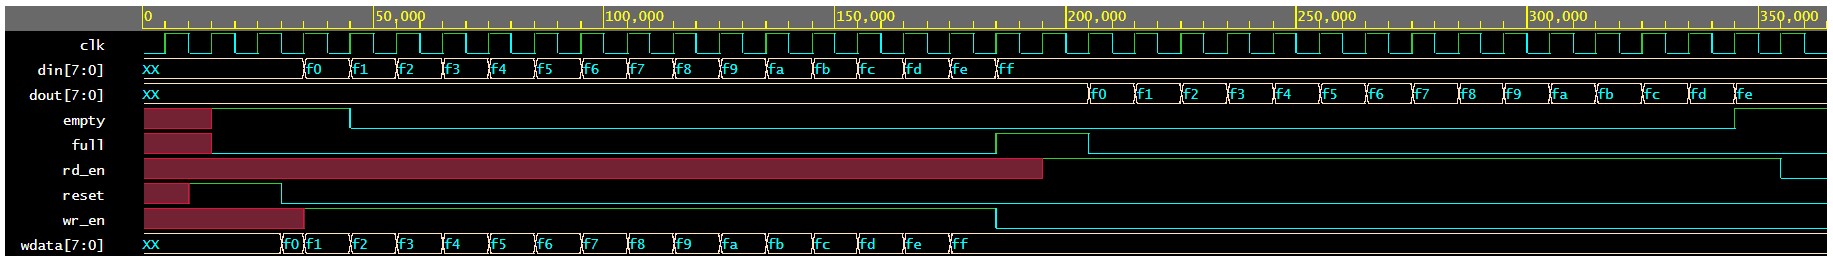 0 50,000 100,000 150,000 200,000 250,000 300,000 350,000
clk
din[7:0] XX f0 f1 f2 f3 f4 f5 f6 f7 f8 f9 fa fb fc fd fe ff
dout[7:0] XX f0 f1 f2 f3 f4 f5 f6 f7 f8 f9 fa fb fc fd fe
empty
full
rd_en
reset
wr_en
wdata[7:0] XX f0 f1 f2 f3 f4 f5 f6 f7 f8 f9 fa fb fc fd fe ff